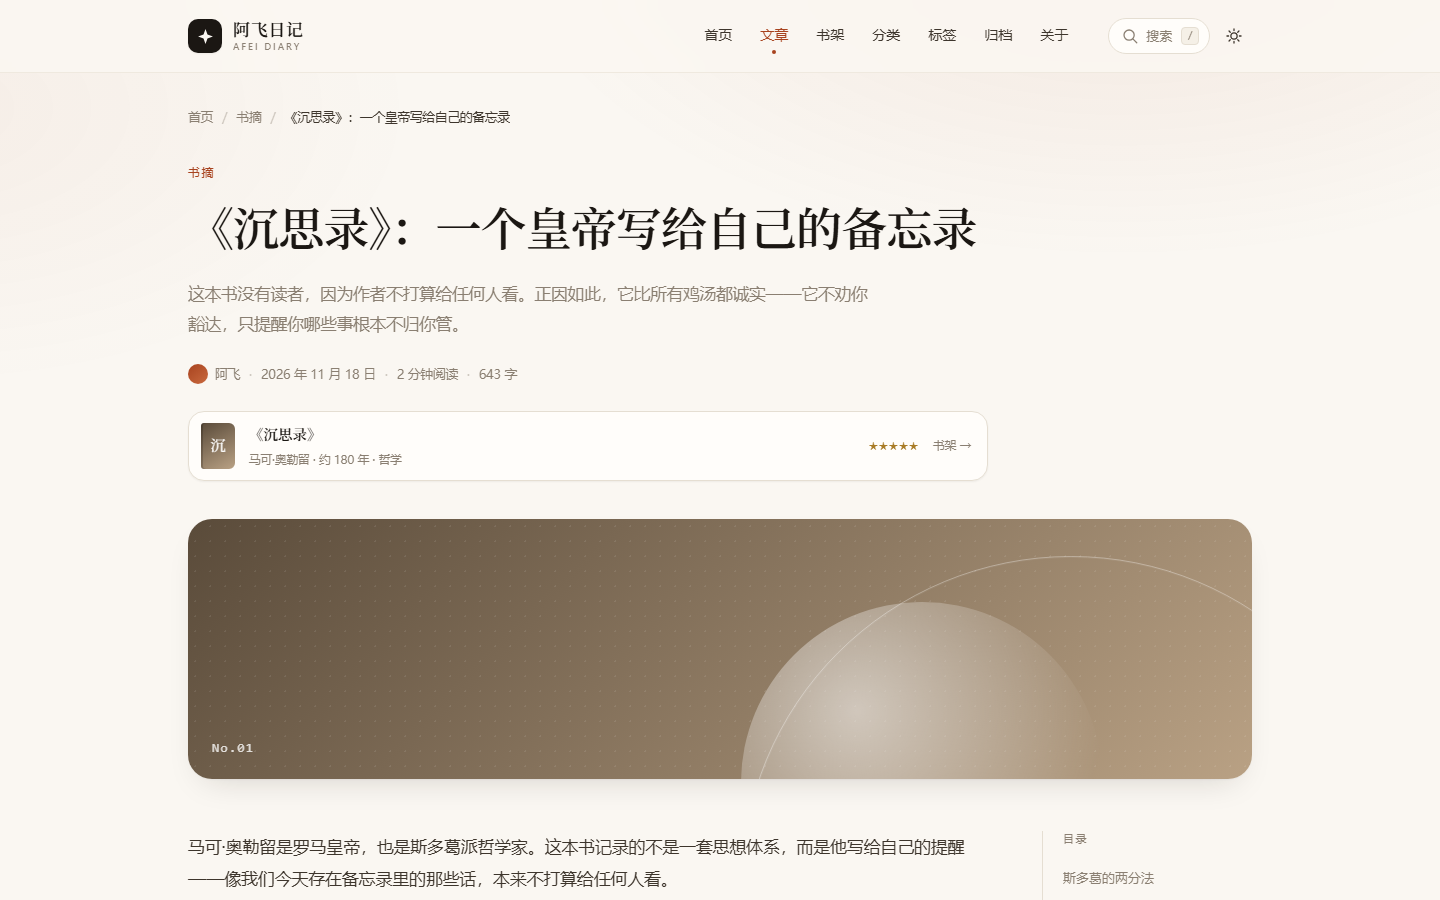 阿飞日记
AFEI DIARY
首页 文章 书架 分类 标签 归档 关于 搜索 /
首页 / 书摘 / 《沉思录》：一个皇帝写给自己的备忘录
书摘
《沉思录》：一个皇帝写给自己的备忘录
这本书没有读者，因为作者不打算给任何人看。正因如此，它比所有鸡汤都诚实——它不劝你
豁达，只提醒你哪些事根本不归你管。
阿飞 · 2026 年 11 月 18 日 · 2 分钟阅读 · 643 字
沉
《沉思录》
马可·奥勒留 · 约 180 年 · 哲学
★★★★★ 书架 →
No.01
马可·奥勒留是罗马皇帝，也是斯多葛派哲学家。这本书记录的不是一套思想体系，而是他写给自己的提醒
——像我们今天存在备忘录里的那些话，本来不打算给任何人看。
目录
斯多葛的两分法